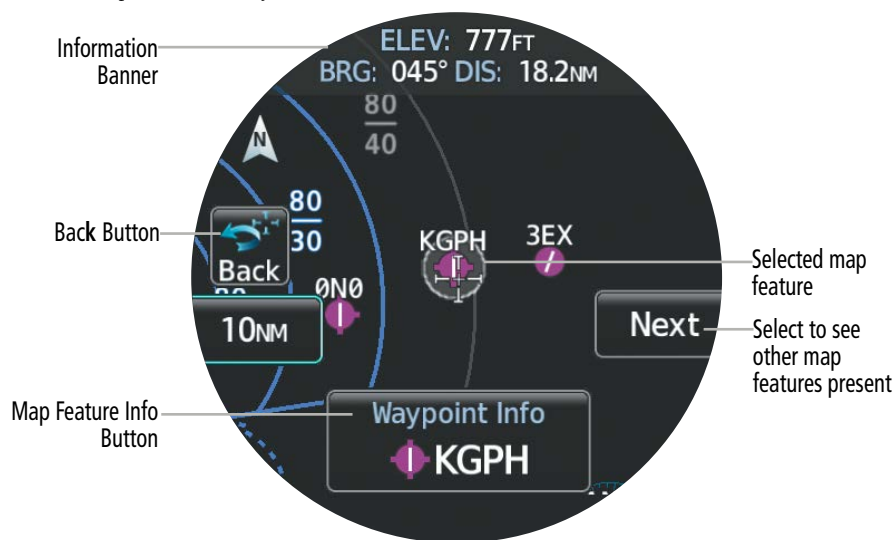 Information
Banner
ELEV: 777FT
BRG: 045° DIS: 18.2NM
80
40
N
80
30
Back Button
Back
KGPH
3EX
Selected map
feature
0N0
10NM
Next
Select to see
other map
features present
Map Feature Info
Button
Waypoint Info
KGPH